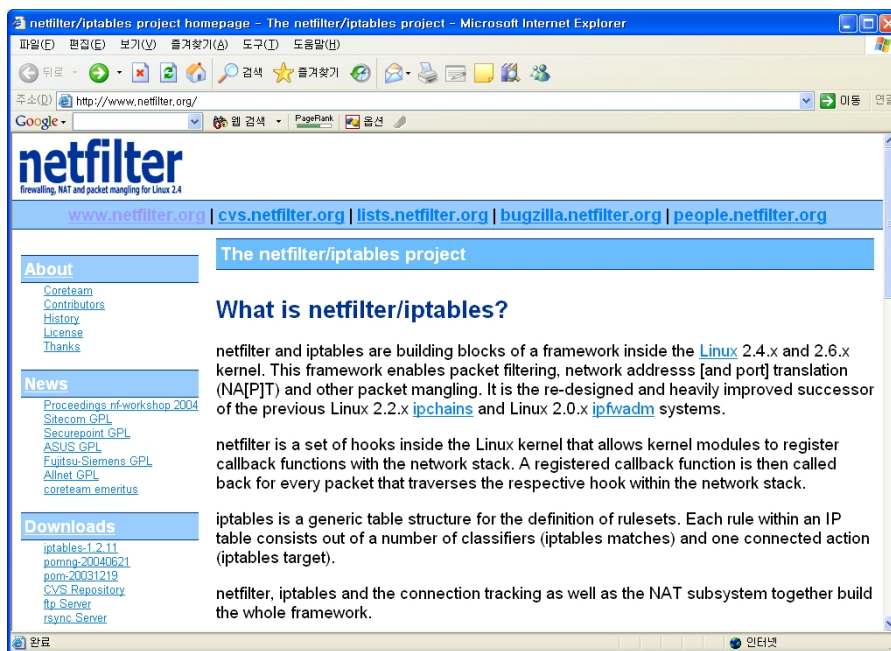 netfilter/iptables project homepage - The netfilter/iptables project - Microsoft Internet Explorer
파일(F) 편집(E) 보기(V) 즐겨찾기(A) 도구(T) 도움말(H)
뒤로 검색 즐겨찾기
주소(D) http://www.netfilter.org/ 이동
Google 웹 검색 PageRank 옵션
netfilter
firewalling, NAT and packet mangling for Linux 2.4
www.netfilter.org | cvs.netfilter.org | lists.netfilter.org | bugzilla.netfilter.org | people.netfilter.org
About
Coreteam
Contributors
History
License
Thanks
News
Proceedings nf-workshop 2004
Sitecom GPL
Securepoint GPL
ASUS GPL
Fujitsu-Siemens GPL
Allnet GPL
coreteam emeritus
Downloads
iptables-1.2.11
pomng-20040621
pom-20031219
CVS Repository
ftp Server
rsync Server
The netfilter/iptables project
What is netfilter/iptables?
netfilter and iptables are building blocks of a framework inside the Linux 2.4.x and 2.6.x
kernel. This framework enables packet filtering, network addresss [and port] translation
(NA[P]T) and other packet mangling. It is the re-designed and heavily improved successor
of the previous Linux 2.2.x ipchains and Linux 2.0.x ipfwadm systems.
netfilter is a set of hooks inside the Linux kernel that allows kernel modules to register
callback functions with the network stack. A registered callback function is then called
back for every packet that traverses the respective hook within the network stack.
iptables is a generic table structure for the definition of rulesets. Each rule within an IP
table consists out of a number of classifiers (iptables matches) and one connected action
(iptables target).
netfilter, iptables and the connection tracking as well as the NAT subsystem together build
the whole framework.
완료 인터넷